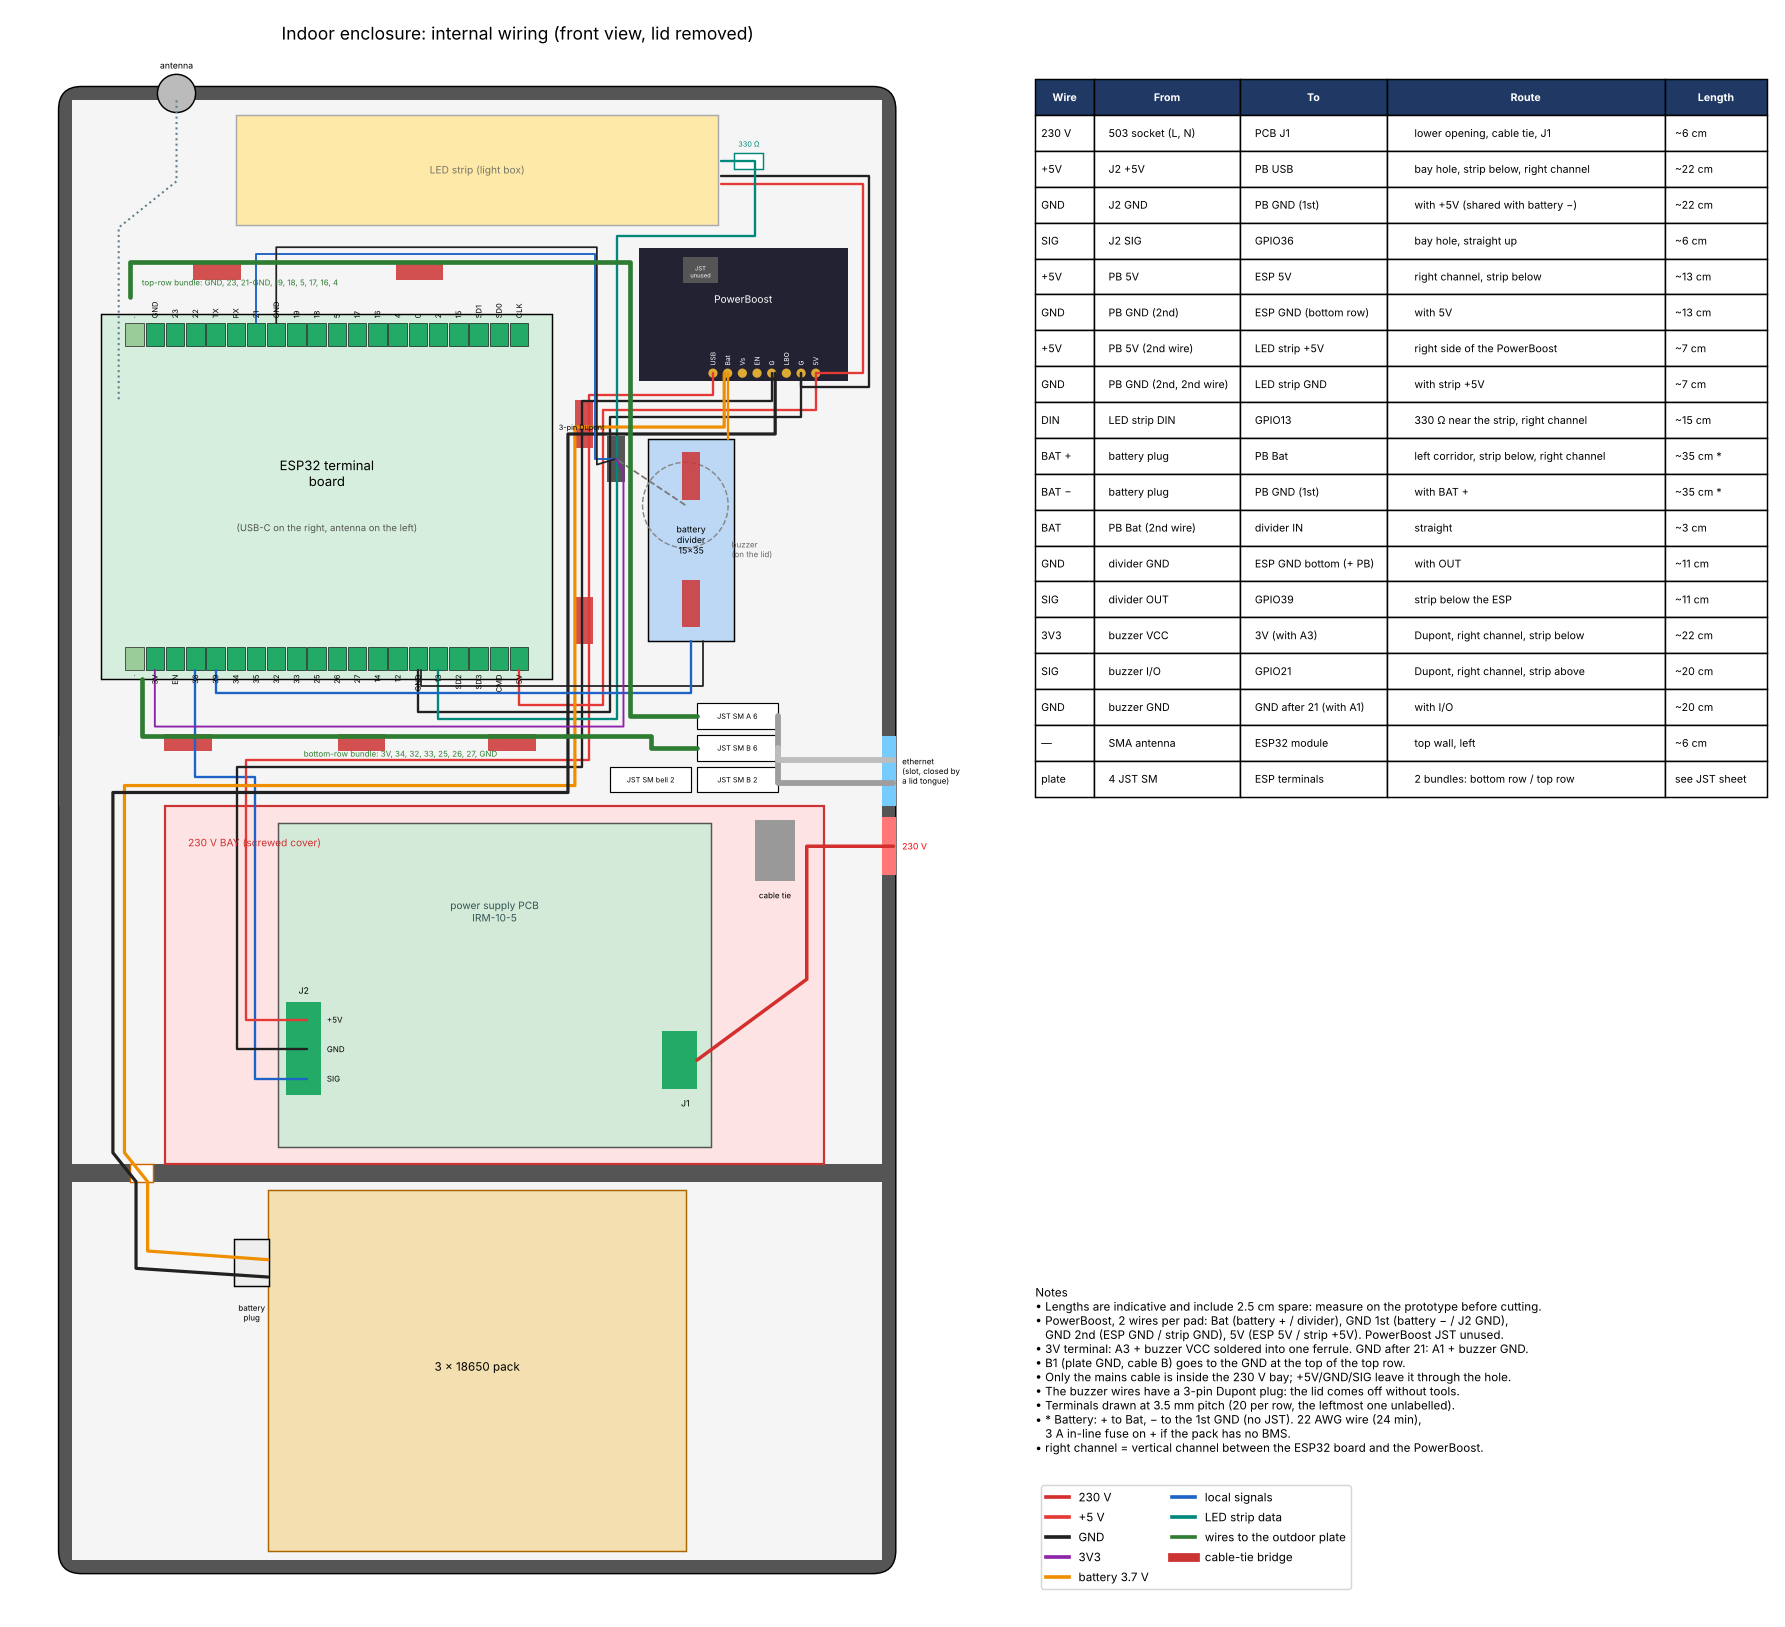 Indoor enclosure: internal wiring (front view, lid removed)
antenna
LED strip (light box)
330 Ω
JST
unused
PowerBoost
USB
Bat
Vs
EN
G
LBO
G
5V
top-row bundle: GND, 23, 21-GND, 19, 18, 5, 17, 16, 4
GND
23
22
TX
RX
21
GND
19
18
5
17
16
4
0
2
15
SD1
SD0
CLK
3-pin Dupont
ESP32 terminal
board
(USB-C on the right, antenna on the left)
battery
divider
15×35
buzzer
(on the lid)
3V
EN
36
39
34
35
32
33
25
26
27
14
12
GND
13
SD2
SD3
CMD
5V
JST SM A 6
JST SM B 6
JST SM bell 2
JST SM B 2
bottom-row bundle: 3V, 34, 32, 33, 25, 26, 27, GND
ethernet
(slot, closed by
a lid tongue)
230 V BAY (screwed cover)
230 V
cable tie
power supply PCB
IRM-10-5
J2
+5V
GND
SIG
J1
battery
plug
3 × 18650 pack
Wire From To Route Length
230 V 503 socket (L, N) PCB J1 lower opening, cable tie, J1 ~6 cm
+5V J2 +5V PB USB bay hole, strip below, right channel ~22 cm
GND J2 GND PB GND (1st) with +5V (shared with battery −) ~22 cm
SIG J2 SIG GPIO36 bay hole, straight up ~6 cm
+5V PB 5V ESP 5V right channel, strip below ~13 cm
GND PB GND (2nd) ESP GND (bottom row) with 5V ~13 cm
+5V PB 5V (2nd wire) LED strip +5V right side of the PowerBoost ~7 cm
GND PB GND (2nd, 2nd wire) LED strip GND with strip +5V ~7 cm
DIN LED strip DIN GPIO13 330 Ω near the strip, right channel ~15 cm
BAT + battery plug PB Bat left corridor, strip below, right channel ~35 cm *
BAT − battery plug PB GND (1st) with BAT + ~35 cm *
BAT PB Bat (2nd wire) divider IN straight ~3 cm
GND divider GND ESP GND bottom (+ PB) with OUT ~11 cm
SIG divider OUT GPIO39 strip below the ESP ~11 cm
3V3 buzzer VCC 3V (with A3) Dupont, right channel, strip below ~22 cm
SIG buzzer I/O GPIO21 Dupont, right channel, strip above ~20 cm
GND buzzer GND GND after 21 (with A1) with I/O ~20 cm
— SMA antenna ESP32 module top wall, left ~6 cm
plate 4 JST SM ESP terminals 2 bundles: bottom row / top row see JST sheet
Notes
• Lengths are indicative and include 2.5 cm spare: measure on the prototype before cutting.
• PowerBoost, 2 wires per pad: Bat (battery + / divider), GND 1st (battery − / J2 GND),
GND 2nd (ESP GND / strip GND), 5V (ESP 5V / strip +5V). PowerBoost JST unused.
• 3V terminal: A3 + buzzer VCC soldered into one ferrule. GND after 21: A1 + buzzer GND.
• B1 (plate GND, cable B) goes to the GND at the top of the top row.
• Only the mains cable is inside the 230 V bay; +5V/GND/SIG leave it through the hole.
• The buzzer wires have a 3-pin Dupont plug: the lid comes off without tools.
• Terminals drawn at 3.5 mm pitch (20 per row, the leftmost one unlabelled).
• * Battery: + to Bat, − to the 1st GND (no JST). 22 AWG wire (24 min),
3 A in-line fuse on + if the pack has no BMS.
• right channel = vertical channel between the ESP32 board and the PowerBoost.
230 V
+5 V
GND
3V3
battery 3.7 V
local signals
LED strip data
wires to the outdoor plate
cable-tie bridge